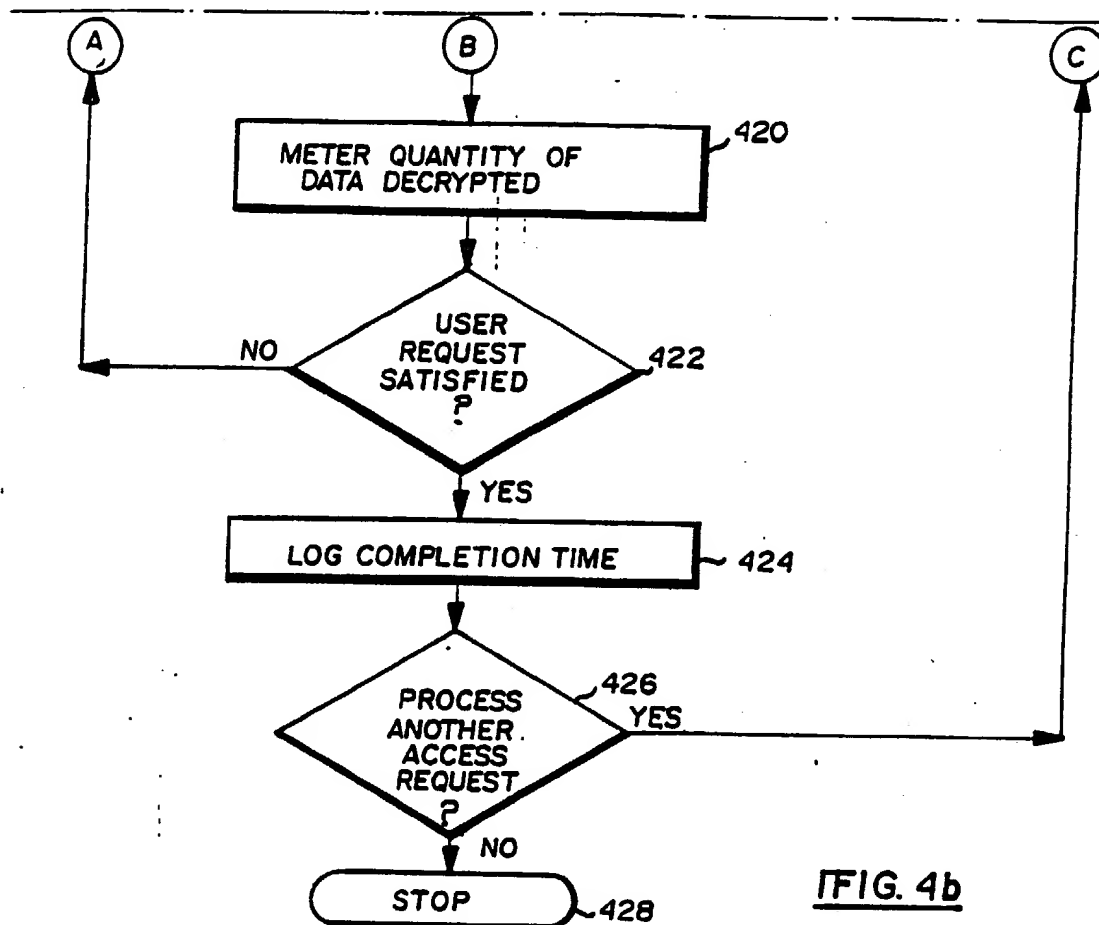 A
B
C
METER QUANTITY OF
DATA DECRYPTED
420
USER
REQUEST
SATISFIED
?
422
NO
YES
LOG COMPLETION TIME
424
PROCESS
ANOTHER
ACCESS
REQUEST
?
426
YES
NO
STOP
428
FIG. 4b